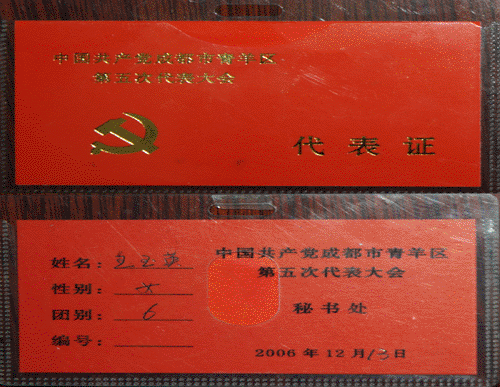 中国共产党成都市青羊区
第五次代表大会
代表证
姓名：
性别：女
团别：6
编号：
中国共产党成都市青羊区
第五次代表大会
秘书处
2006年12月13日